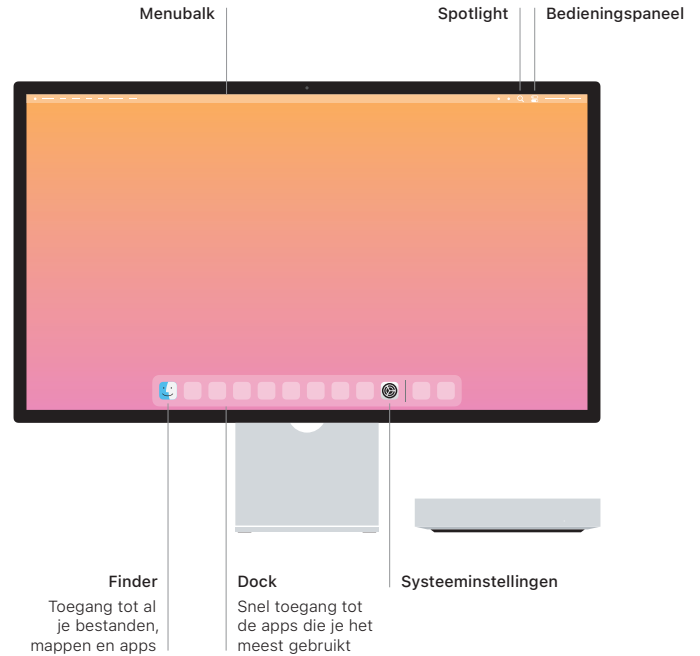 Menubalk
Spotlight
Bedieningspaneel
Finder
Toegang tot al
je bestanden,
mappen en apps
Dock
Snel toegang tot
de apps die je het
meest gebruikt
Systeeminstellingen